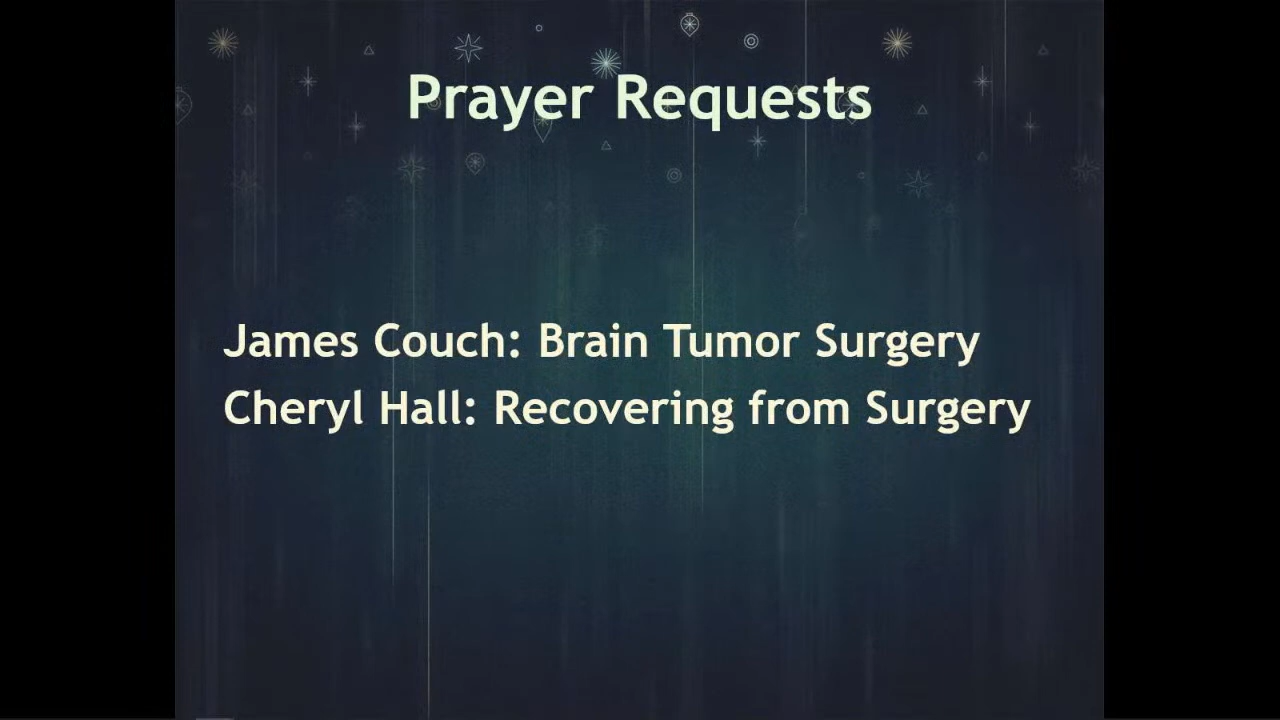 Prayer Requests
James Couch: Brain Tumor Surgery
Cheryl Hall: Recovering from Surgery